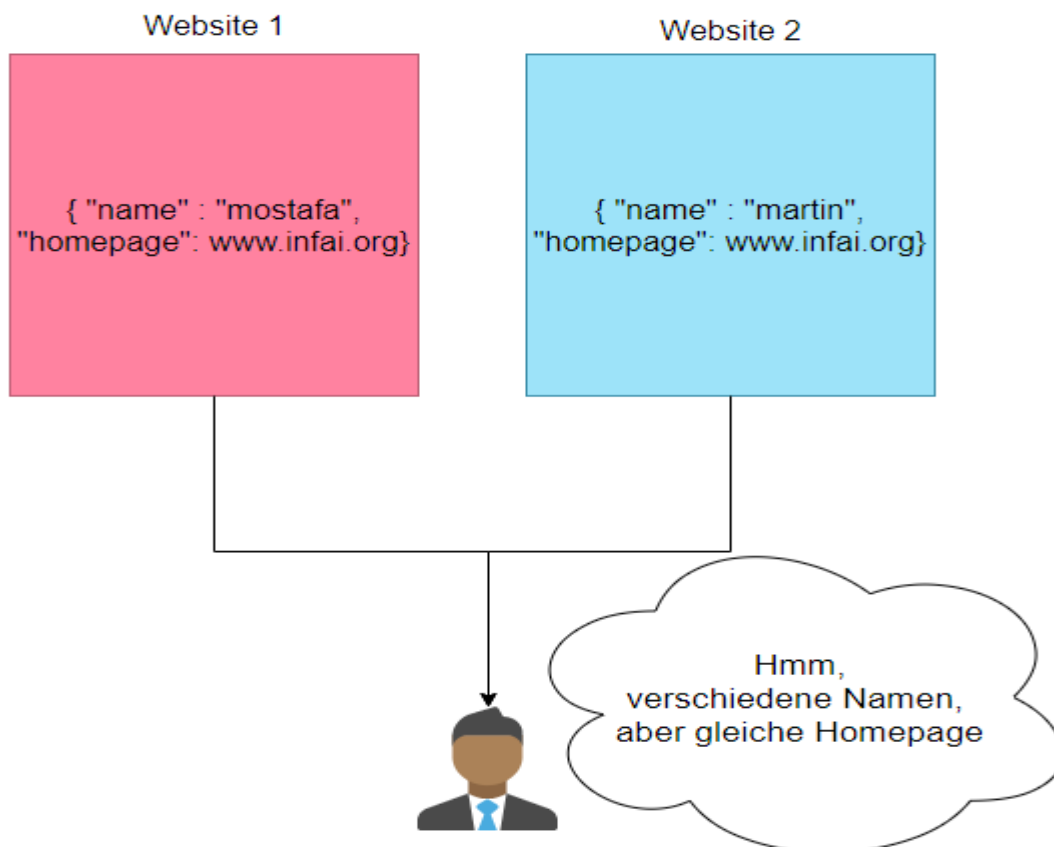 Website 1
Website 2
{ "name" : "mostafa",
"homepage": www.infai.org}
{ "name" : "martin",
"homepage": www.infai.org}
Hmm,
verschiedene Namen,
aber gleiche Homepage